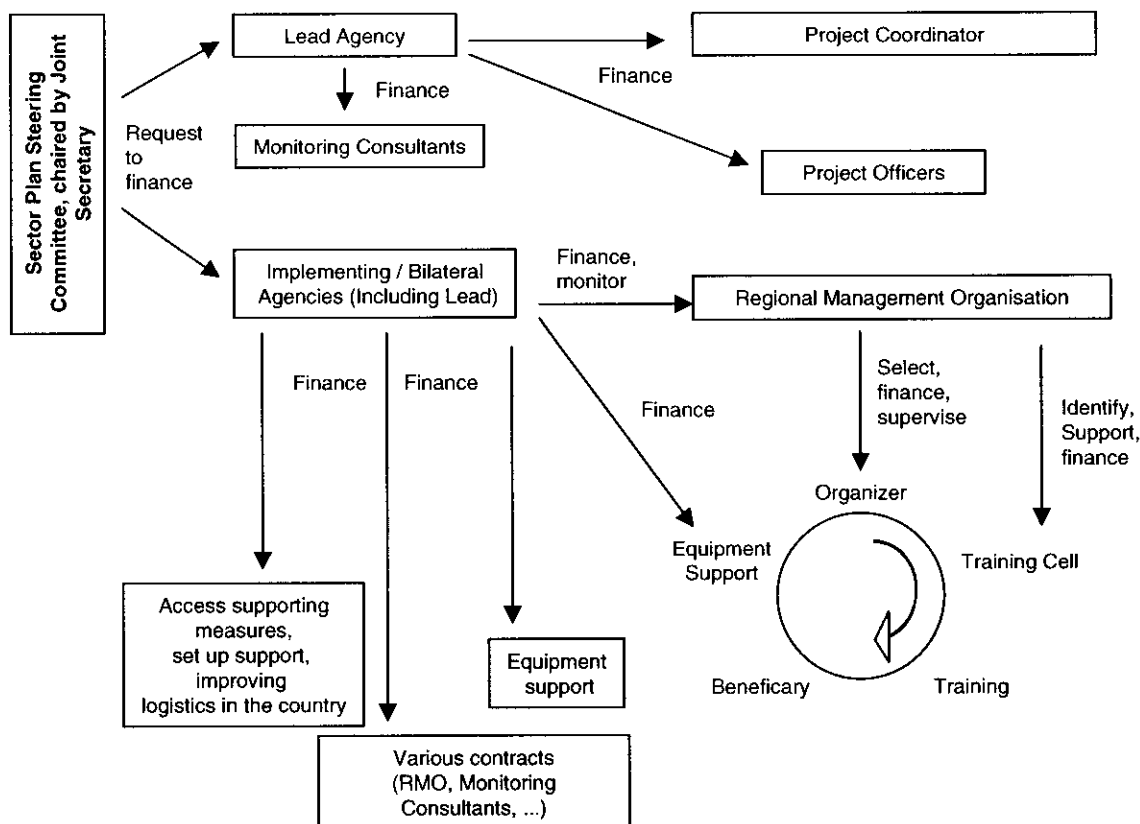 Sector Plan Steering
Committee, chaired by Joint
Secretary
Request
to
finance
Lead Agency
Finance
Monitoring Consultants
Finance
Project Coordinator
Project Officers
Implementing / Bilateral
Agencies (Including Lead)
Finance,
monitor
Regional Management Organisation
Finance
Finance
Finance
Select,
finance,
supervise
Identify,
Support,
finance
Organizer
Equipment
Support
Training Cell
Beneficary
Training
Access supporting
measures,
set up support,
improving
logistics in the country
Equipment
support
Various contracts
(RMO, Monitoring
Consultants, ...)